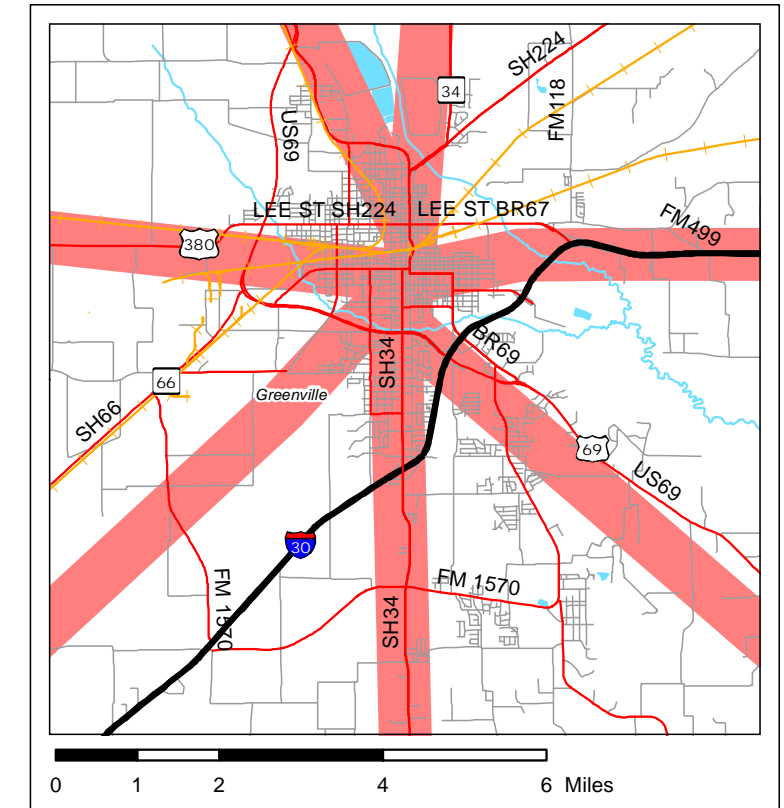 SH224
34
FM118
US69
LEE ST SH224
LEE ST BR67
FM499
380
BR69
SH34
66
Greenville
SH66
69
US69
30
FM 1570
FM 1570
SH34
0 1 2 4 6 Miles